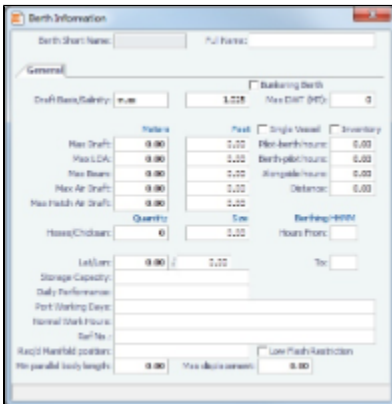 Berth Information
Berth Short Name: Full Name:
General
Bunkering Berth
Draft Basis/Salinity: 1.025 Max DWT (MT): 0
Meters Feet Single Vessel Inventory
Max Draft: 0.00 0.00 Pilot-berth hours: 0.00
Max LOA: 0.00 0.00 Berth-pilot hours: 0.00
Max Beam: 0.00 0.00 Alongside hours: 0.00
Max Air Draft: 0.00 0.00 Distance: 0.00
Max Hatch Air Draft: 0.00 0.00
Quantity Size Berthing HHMM
Hoses/Chicksan: 0 0.00 Hours From:
Lat/Lon: 0.00 / 0.00 To:
Storage Capacity:
Daily Performance:
Port Working Days:
Normal Work Hours:
Ref No.:
Req'd Manifold position: Low Flash Restriction
Min parallel body length: 0.00 Max displacement: 0.00